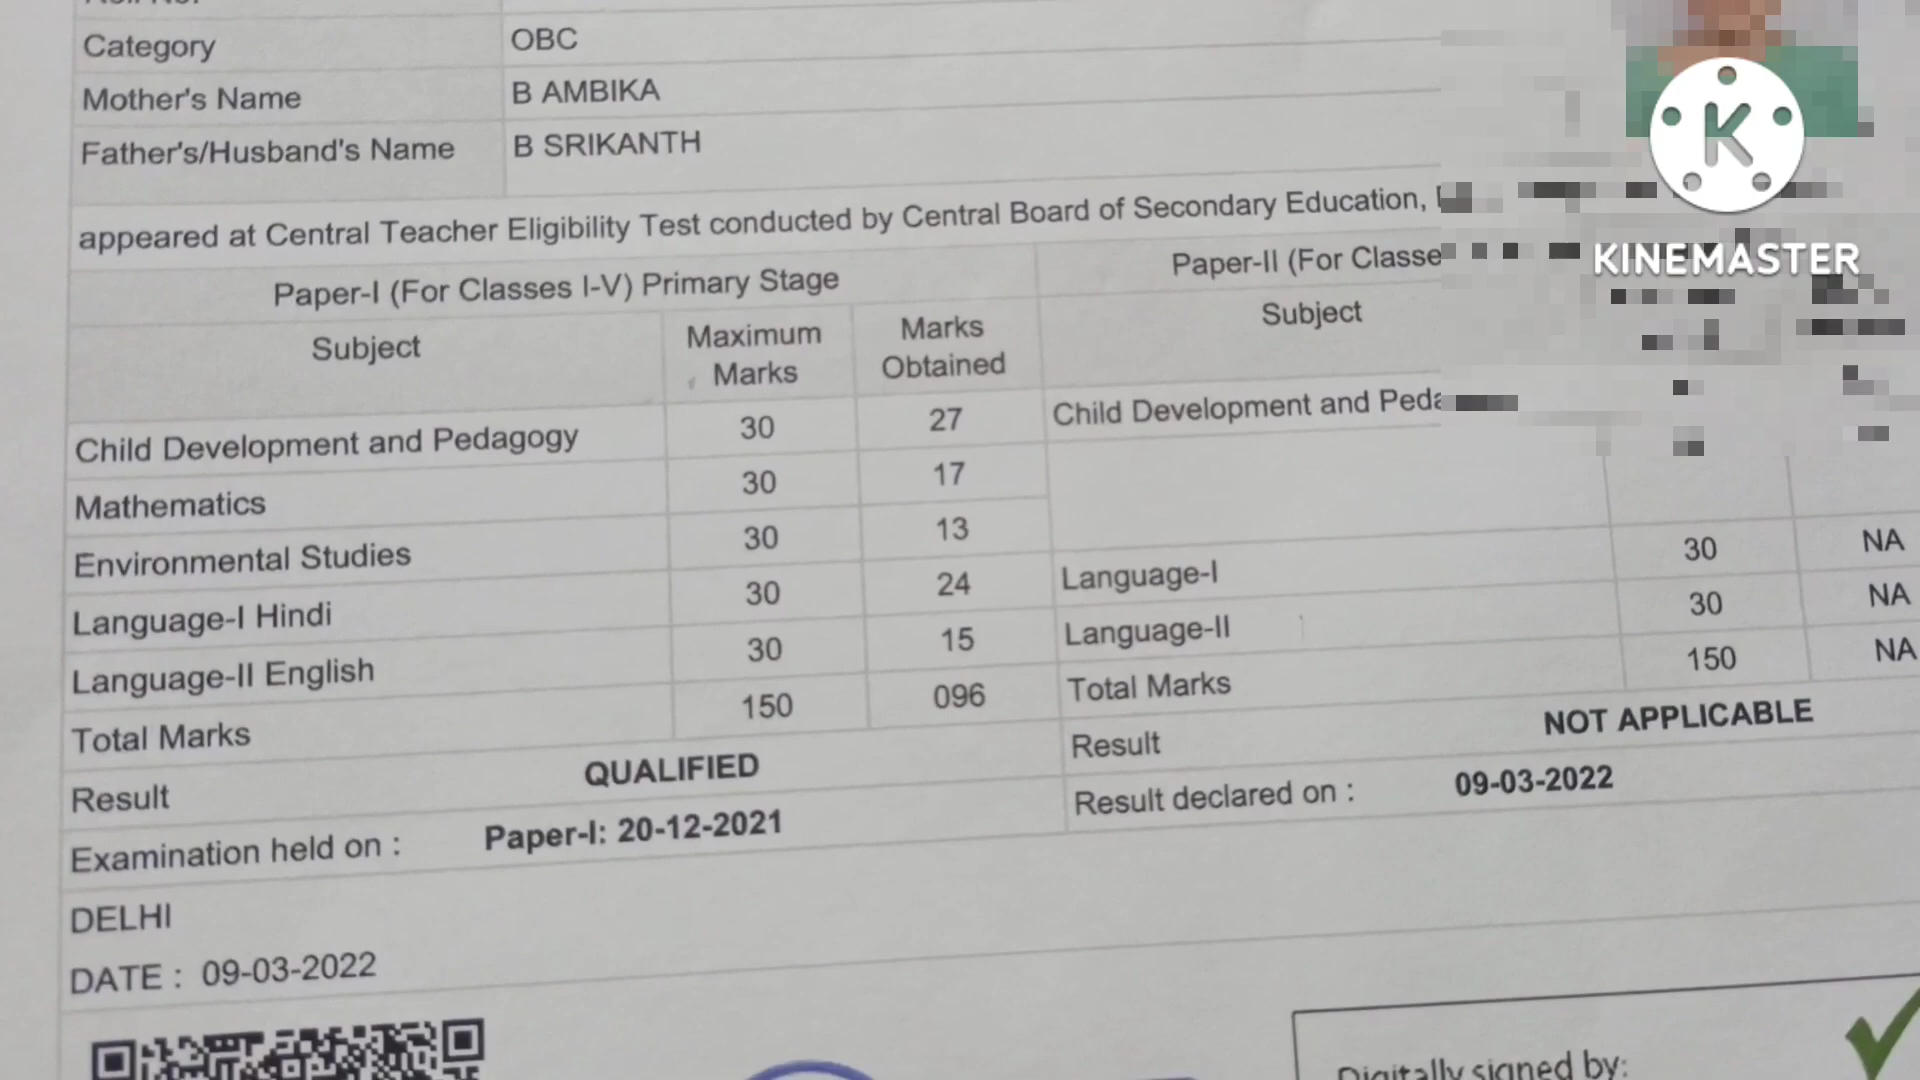 Category OBC
Mother's Name B AMBIKA
Father's/Husband's Name B SRIKANTH
appeared at Central Teacher Eligibility Test conducted by Central Board of Secondary Education,
Paper-I (For Classes I-V) Primary Stage Paper-II (For Classe
Subject Maximum Marks Marks Obtained Subject
Child Development and Pedagogy 30 27 Child Development and Peda
Mathematics 30 17
Environmental Studies 30 13
Language-I Hindi 30 24 Language-I 30 NA
Language-II English 30 15 Language-II 30 NA
Total Marks 150 096 Total Marks 150 NA
Result QUALIFIED Result NOT APPLICABLE
Examination held on : Paper-I: 20-12-2021 Result declared on : 09-03-2022
DELHI
DATE : 09-03-2022
Digitally signed by:
K
KINEMASTER